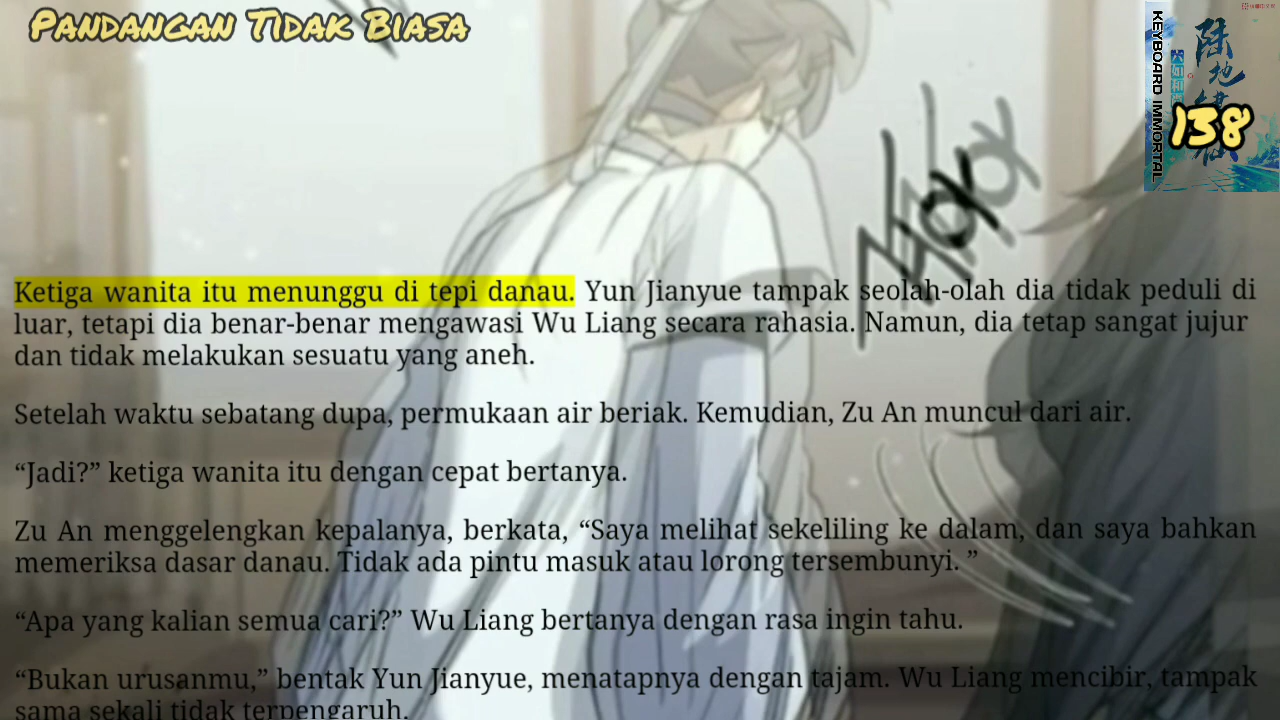 Pandangan Tidak Biasa
KEYBOARD IMMORTAL
138
Ketiga wanita itu menunggu di tepi danau. Yun Jianyue tampak seolah-olah dia tidak peduli di
luar, tetapi dia benar-benar mengawasi Wu Liang secara rahasia. Namun, dia tetap sangat jujur
dan tidak melakukan sesuatu yang aneh.
Setelah waktu sebatang dupa, permukaan air beriak. Kemudian, Zu An muncul dari air.
“Jadi?” ketiga wanita itu dengan cepat bertanya.
Zu An menggelengkan kepalanya, berkata, “Saya melihat sekeliling ke dalam, dan saya bahkan
memeriksa dasar danau. Tidak ada pintu masuk atau lorong tersembunyi. ”
“Apa yang kalian semua cari?” Wu Liang bertanya dengan rasa ingin tahu.
“Bukan urusanmu,” bentak Yun Jianyue, menatapnya dengan tajam. Wu Liang mencibir, tampak
sama sekali tidak terpengaruh.